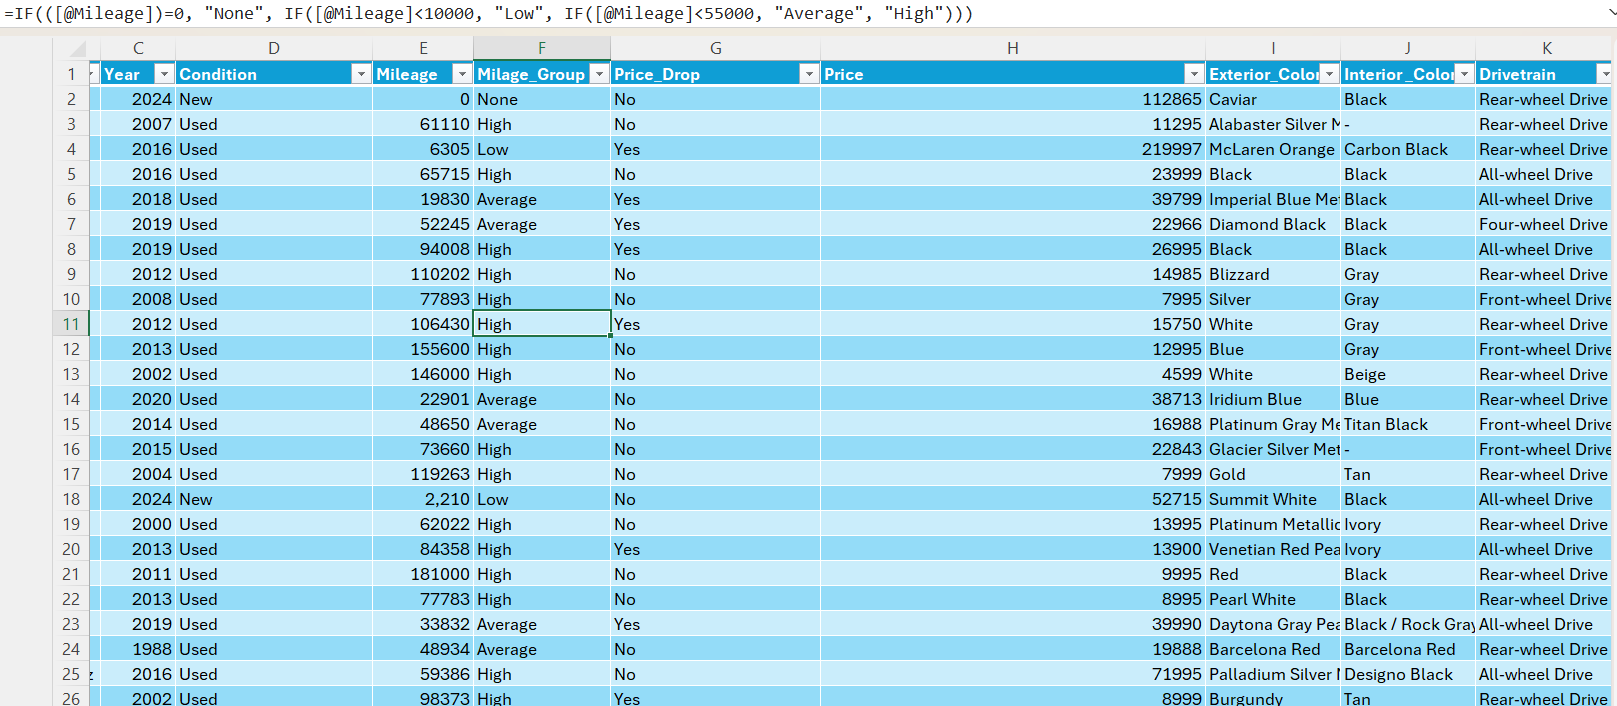 =IF(([@Mileage])=0, "None", IF([@Mileage]<10000, "Low", IF([@Mileage]<55000, "Average", "High")))
C D E F G H I J K
1 Year Condition Mileage Milage_Group Price_Drop Price Exterior_Color Interior_Color Drivetrain
2 2024 New 0 None No 112865 Caviar Black Rear-wheel Drive
3 2007 Used 61110 High No 11295 Alabaster Silver M - Rear-wheel Drive
4 2016 Used 6305 Low Yes 219997 McLaren Orange Carbon Black Rear-wheel Drive
5 2016 Used 65715 High No 23999 Black Black All-wheel Drive
6 2018 Used 19830 Average Yes 39799 Imperial Blue Met Black All-wheel Drive
7 2019 Used 52245 Average Yes 22966 Diamond Black Black Four-wheel Drive
8 2019 Used 94008 High Yes 26995 Black Black All-wheel Drive
9 2012 Used 110202 High No 14985 Blizzard Gray Rear-wheel Drive
10 2008 Used 77893 High No 7995 Silver Gray Front-wheel Drive
11 2012 Used 106430 High Yes 15750 White Gray Rear-wheel Drive
12 2013 Used 155600 High No 12995 Blue Gray Front-wheel Drive
13 2002 Used 146000 High No 4599 White Beige Rear-wheel Drive
14 2020 Used 22901 Average No 38713 Iridium Blue Blue Rear-wheel Drive
15 2014 Used 48650 Average No 16988 Platinum Gray Me Titan Black Front-wheel Drive
16 2015 Used 73660 High No 22843 Glacier Silver Met - Front-wheel Drive
17 2004 Used 119263 High No 7999 Gold Tan Rear-wheel Drive
18 2024 New 2,210 Low No 52715 Summit White Black All-wheel Drive
19 2000 Used 62022 High No 13995 Platinum Metallic Ivory Rear-wheel Drive
20 2013 Used 84358 High Yes 13900 Venetian Red Pea Ivory All-wheel Drive
21 2011 Used 181000 High No 9995 Red Black Rear-wheel Drive
22 2013 Used 77783 High No 8995 Pearl White Black Rear-wheel Drive
23 2019 Used 33832 Average Yes 39990 Daytona Gray Pea Black / Rock Gray All-wheel Drive
24 1988 Used 48934 Average No 19888 Barcelona Red Barcelona Red Rear-wheel Drive
25 z 2016 Used 59386 High No 71995 Palladium Silver Designo Black All-wheel Drive
26 2002 Used 98373 High Yes 8999 Burgundy Tan Rear-wheel Drive